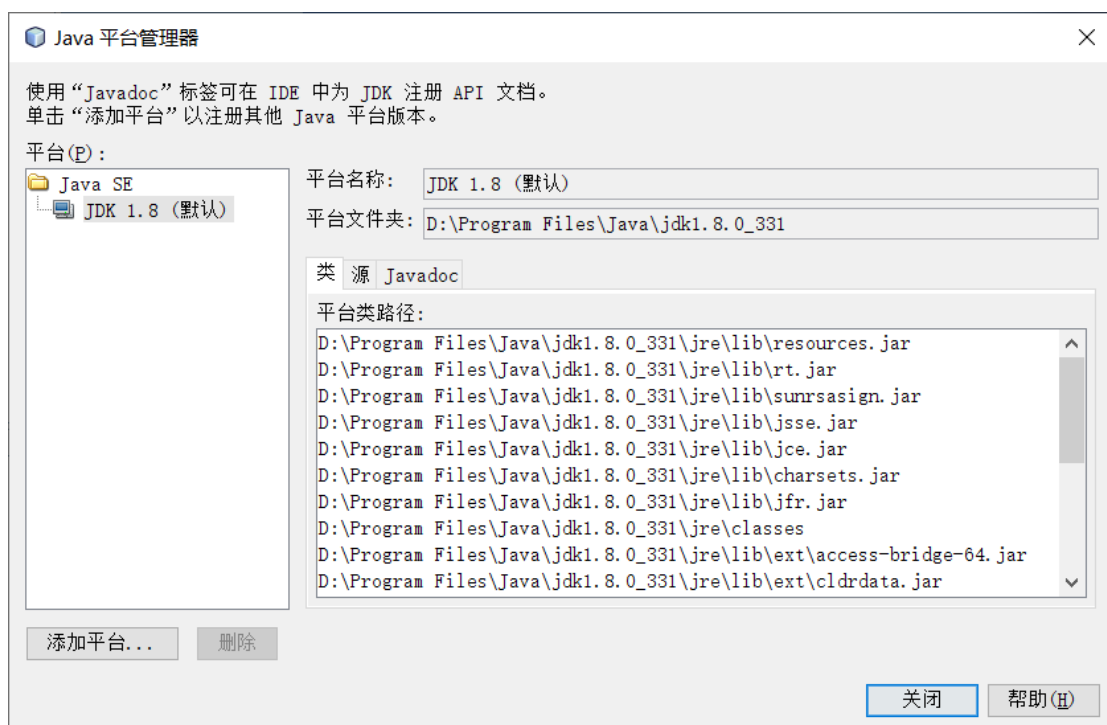 Java 平台管理器
使用“Javadoc”标签可在 IDE 中为 JDK 注册 API 文档。
单击“添加平台”以注册其他 Java 平台版本。
平台(P):
Java SE
JDK 1.8 (默认)
平台名称:
JDK 1.8 (默认)
平台文件夹:
D:\Program Files\Java\jdk1.8.0_331
类 源 Javadoc
平台类路径:
D:\Program Files\Java\jdk1.8.0_331\jre\lib\resources.jar
D:\Program Files\Java\jdk1.8.0_331\jre\lib\rt.jar
D:\Program Files\Java\jdk1.8.0_331\jre\lib\sunrsasign.jar
D:\Program Files\Java\jdk1.8.0_331\jre\lib\jsse.jar
D:\Program Files\Java\jdk1.8.0_331\jre\lib\jce.jar
D:\Program Files\Java\jdk1.8.0_331\jre\lib\charsets.jar
D:\Program Files\Java\jdk1.8.0_331\jre\lib\jfr.jar
D:\Program Files\Java\jdk1.8.0_331\jre\classes
D:\Program Files\Java\jdk1.8.0_331\jre\lib\ext\access-bridge-64.jar
D:\Program Files\Java\jdk1.8.0_331\jre\lib\ext\cldrdata.jar
添加平台... 删除
关闭 帮助(H)